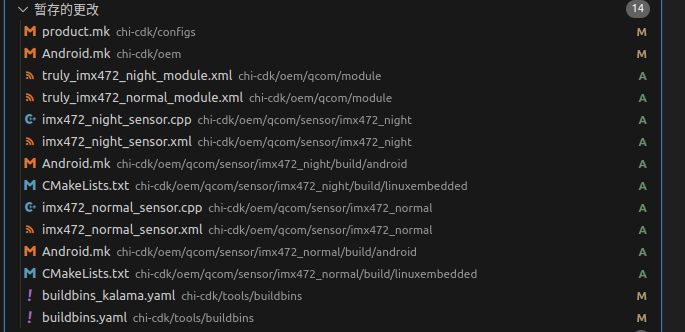 暂存的更改 14
product.mk chi-cdk/configs M
Android.mk chi-cdk/oem M
truly_imx472_night_module.xml chi-cdk/oem/qcom/module A
truly_imx472_normal_module.xml chi-cdk/oem/qcom/module A
imx472_night_sensor.cpp chi-cdk/oem/qcom/sensor/imx472_night A
imx472_night_sensor.xml chi-cdk/oem/qcom/sensor/imx472_night A
Android.mk chi-cdk/oem/qcom/sensor/imx472_night/build/android A
CMakeLists.txt chi-cdk/oem/qcom/sensor/imx472_night/build/linuxembedded A
imx472_normal_sensor.cpp chi-cdk/oem/qcom/sensor/imx472_normal A
imx472_normal_sensor.xml chi-cdk/oem/qcom/sensor/imx472_normal A
Android.mk chi-cdk/oem/qcom/sensor/imx472_normal/build/android A
CMakeLists.txt chi-cdk/oem/qcom/sensor/imx472_normal/build/linuxembedded A
buildbins_kalama.yaml chi-cdk/tools/buildbins M
buildbins.yaml chi-cdk/tools/buildbins M